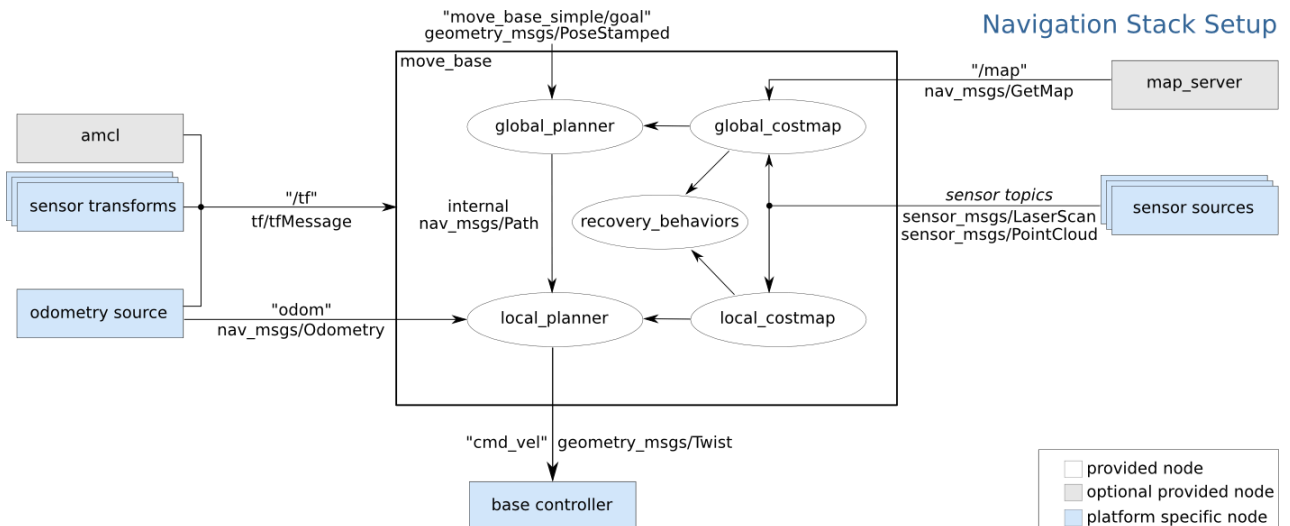 Navigation Stack Setup
"move_base_simple/goal"
geometry_msgs/PoseStamped
move_base
"/map"
nav_msgs/GetMap
map_server
amcl
global_planner
global_costmap
sensor transforms
"/tf"
tf/tfMessage
internal
nav_msgs/Path
recovery_behaviors
sensor topics
sensor_msgs/LaserScan
sensor_msgs/PointCloud
sensor sources
odometry source
"odom"
nav_msgs/Odometry
local_planner
local_costmap
"cmd_vel" geometry_msgs/Twist
base controller
provided node
optional provided node
platform specific node